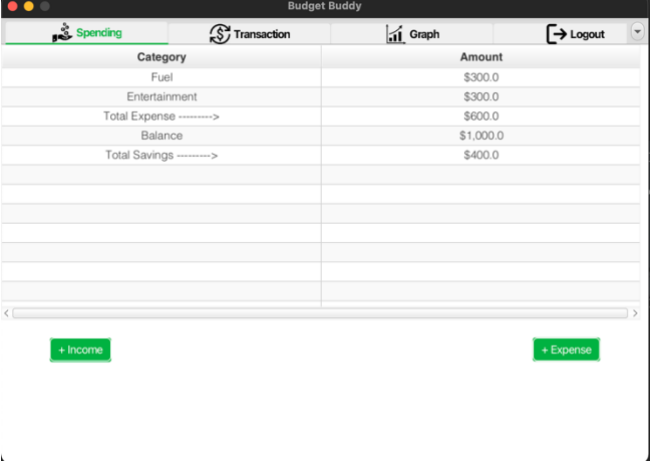 Budget Buddy
Spending Transaction Graph Logout
Category Amount
Fuel $300.0
Entertainment $300.0
Total Expense ---------> $600.0
Balance $1,000.0
Total Savings ---------> $400.0
+ Income + Expense